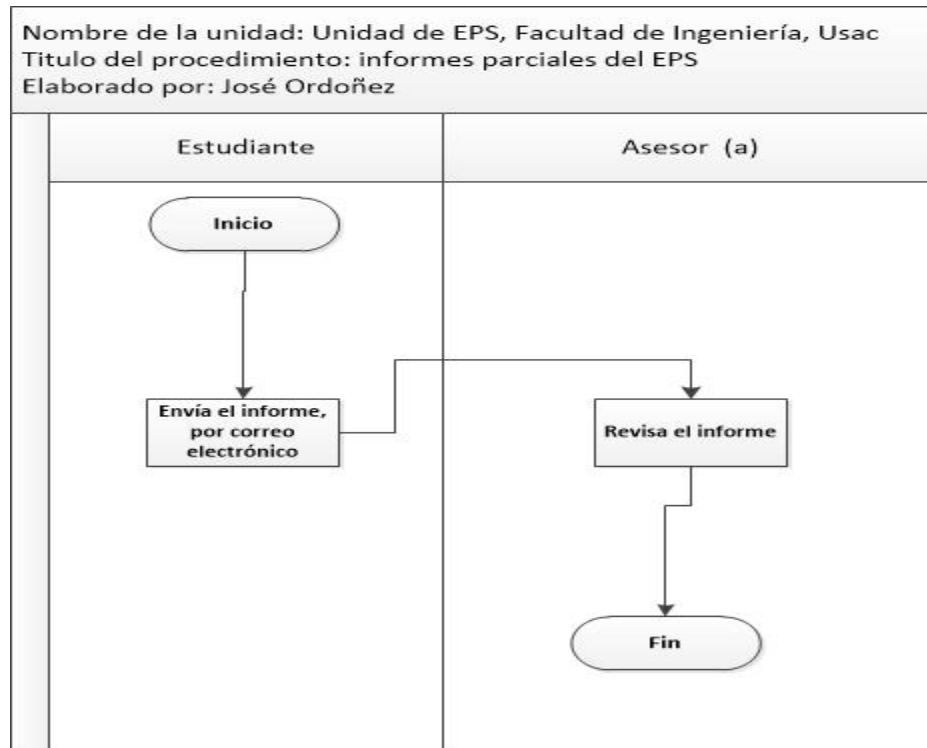 Nombre de la unidad: Unidad de EPS, Facultad de Ingeniería, Usac
Titulo del procedimiento: informes parciales del EPS
Elaborado por: José Ordoñez
Estudiante
Asesor (a)
Inicio
Envía el informe,
por correo
electrónico
Revisa el informe
Fin